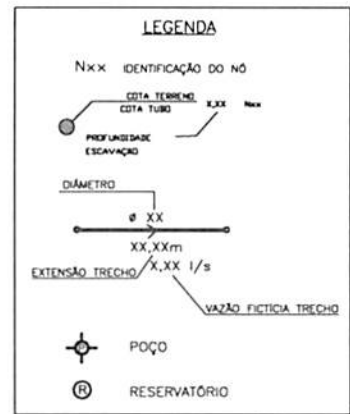 LEGENDA
Nxx IDENTIFICAÇÃO DO NÓ
COTA TERRENO
COTA TUBO
X,XX Nxx
PROFUNDIDADE
ESCAVAÇÃO
DIÂMETRO
ø XX
XX,XXm
EXTENSÃO TRECHO
X,XX l/s
VAZÃO FICTÍCIA TRECHO
POÇO
R RESERVATÓRIO